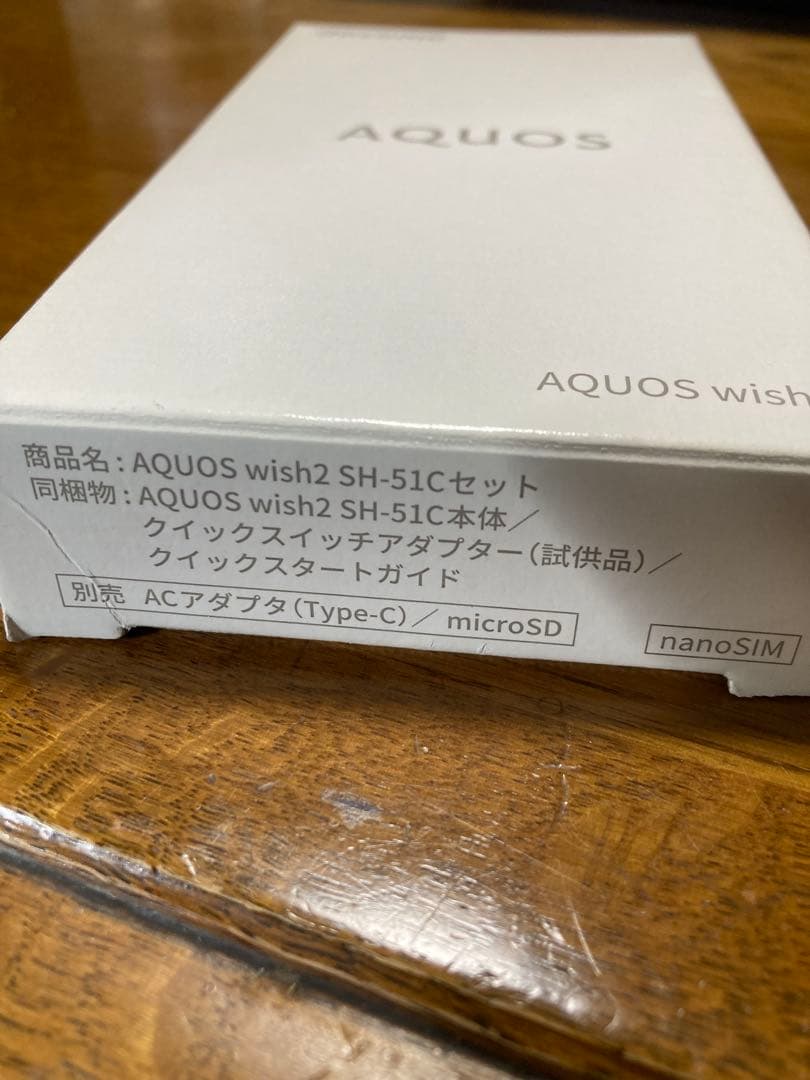 AQUOS
AQUOS wish
商品名 : AQUOS wish2 SH-51Cセット
同梱物 : AQUOS wish2 SH-51C本体／
クイックスイッチアダプター(試供品)／
クイックスタートガイド
別売 ACアダプタ(Type-C)／ microSD
nanoSIM